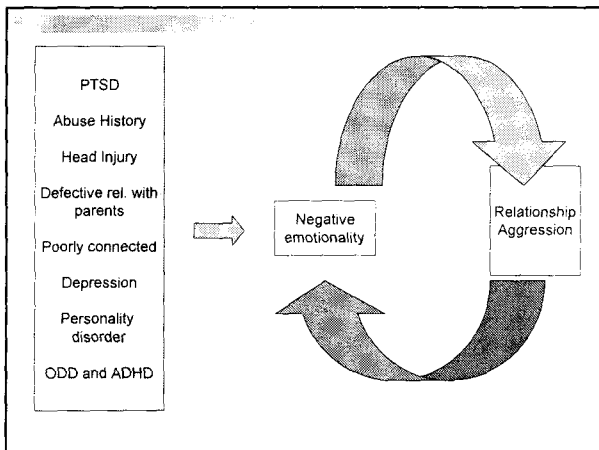 PTSD
Abuse History
Head Injury
Defective rel. with
parents
Poorly connected
Depression
Personality
disorder
ODD and ADHD
Negative
emotionality
Relationship
Aggression